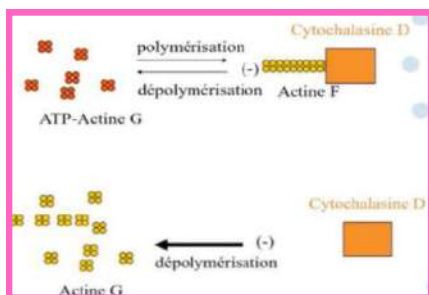 Cytochalasine D
polymérisation
(-)
dépolymérisation
Actine F
ATP-Actine G
Cytochalasine D
(-)
dépolymérisation
Actine G